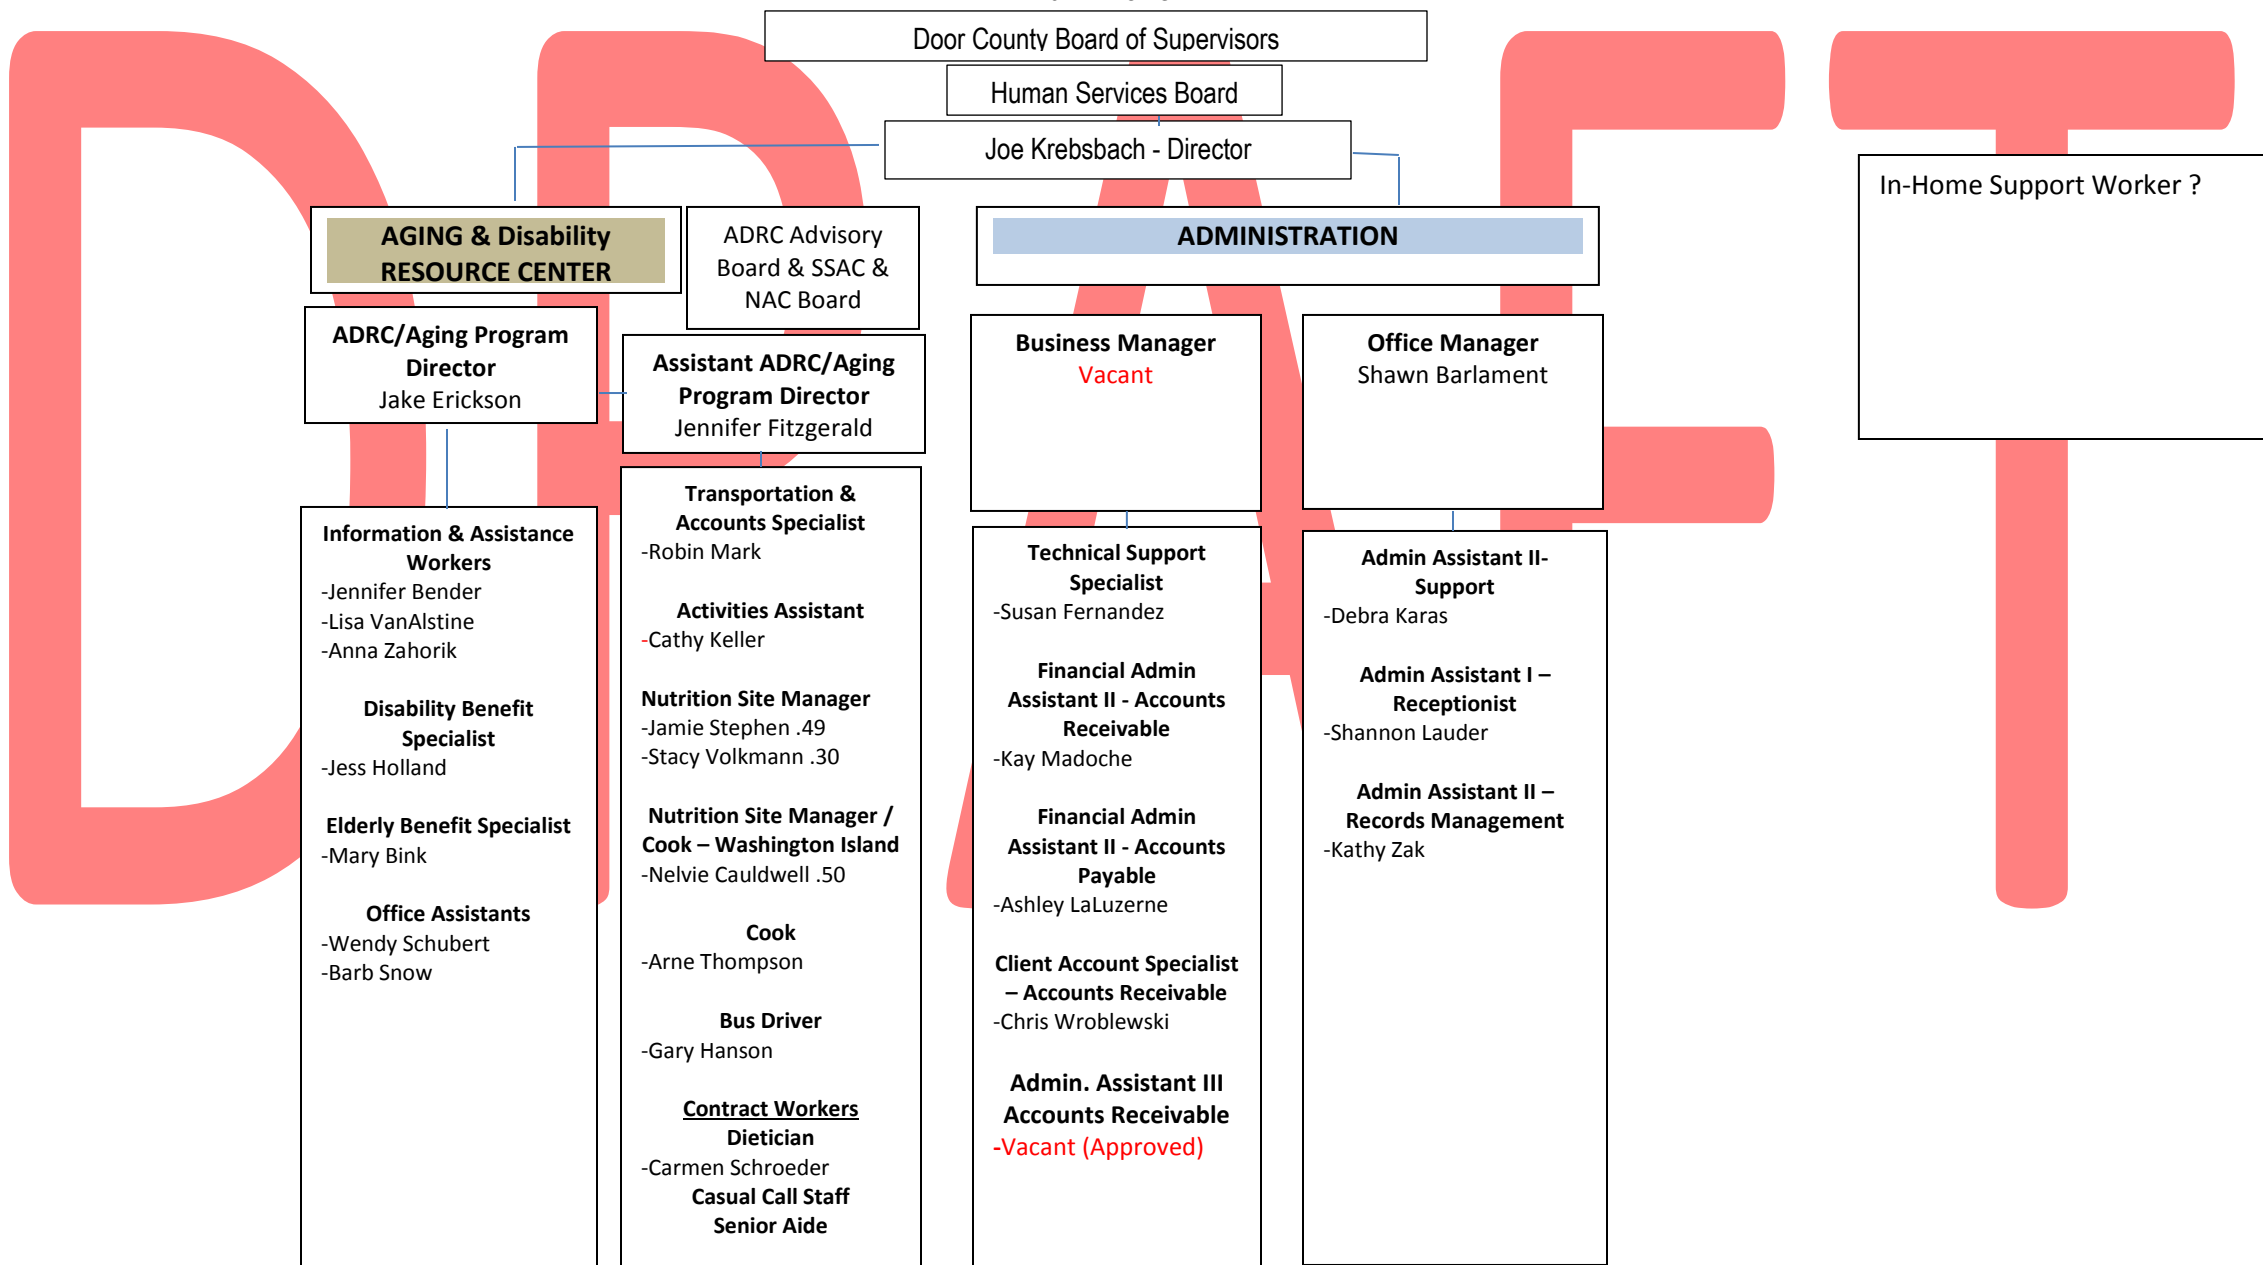 Door County Board of Supervisors
Human Services Board
Joe Krebsbach - Director
In-Home Support Worker ?
AGING & Disability
RESOURCE CENTER
ADRC Advisory
Board & SSAC &
NAC Board
ADMINISTRATION
ADRC/Aging Program
Director
Jake Erickson
Assistant ADRC/Aging
Program Director
Jennifer Fitzgerald
Business Manager
Vacant
Office Manager
Shawn Barlament
Information & Assistance
Workers
-Jennifer Bender
-Lisa VanAlstine
-Anna Zahorik
Disability Benefit
Specialist
-Jess Holland
Elderly Benefit Specialist
-Mary Bink
Office Assistants
-Wendy Schubert
-Barb Snow
Transportation &
Accounts Specialist
-Robin Mark
Activities Assistant
-Cathy Keller
Nutrition Site Manager
-Jamie Stephen .49
-Stacy Volkmann .30
Nutrition Site Manager /
Cook – Washington Island
-Nelvie Cauldwell .50
Cook
-Arne Thompson
Bus Driver
-Gary Hanson
Contract Workers
Dietician
-Carmen Schroeder
Casual Call Staff
Senior Aide
Technical Support
Specialist
-Susan Fernandez
Financial Admin
Assistant II - Accounts
Receivable
-Kay Madoche
Financial Admin
Assistant II - Accounts
Payable
-Ashley LaLuzerne
Client Account Specialist
– Accounts Receivable
-Chris Wroblewski
Admin. Assistant III
Accounts Receivable
-Vacant (Approved)
Admin Assistant II-
Support
-Debra Karas
Admin Assistant I –
Receptionist
-Shannon Lauder
Admin Assistant II –
Records Management
-Kathy Zak
DRAFT